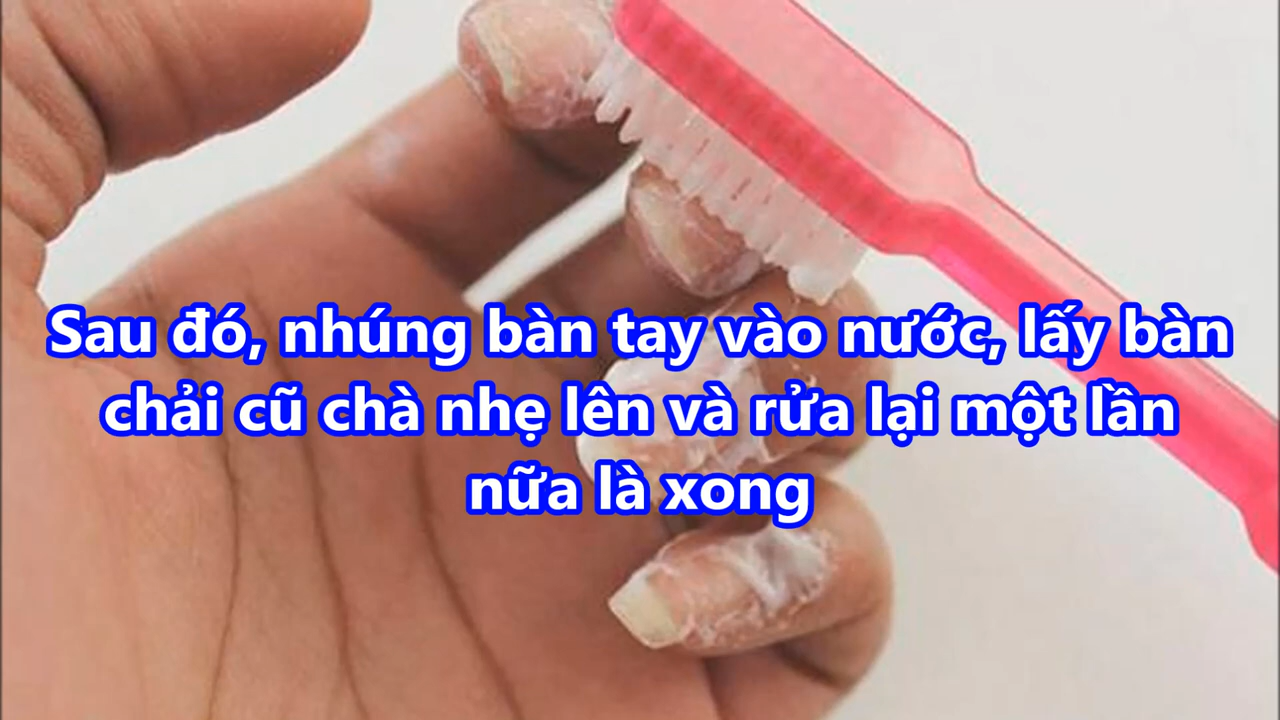 Sau đó, nhúng bàn tay vào nước, lấy bàn
chải cũ chà nhẹ lên và rửa lại một lần
nữa là xong